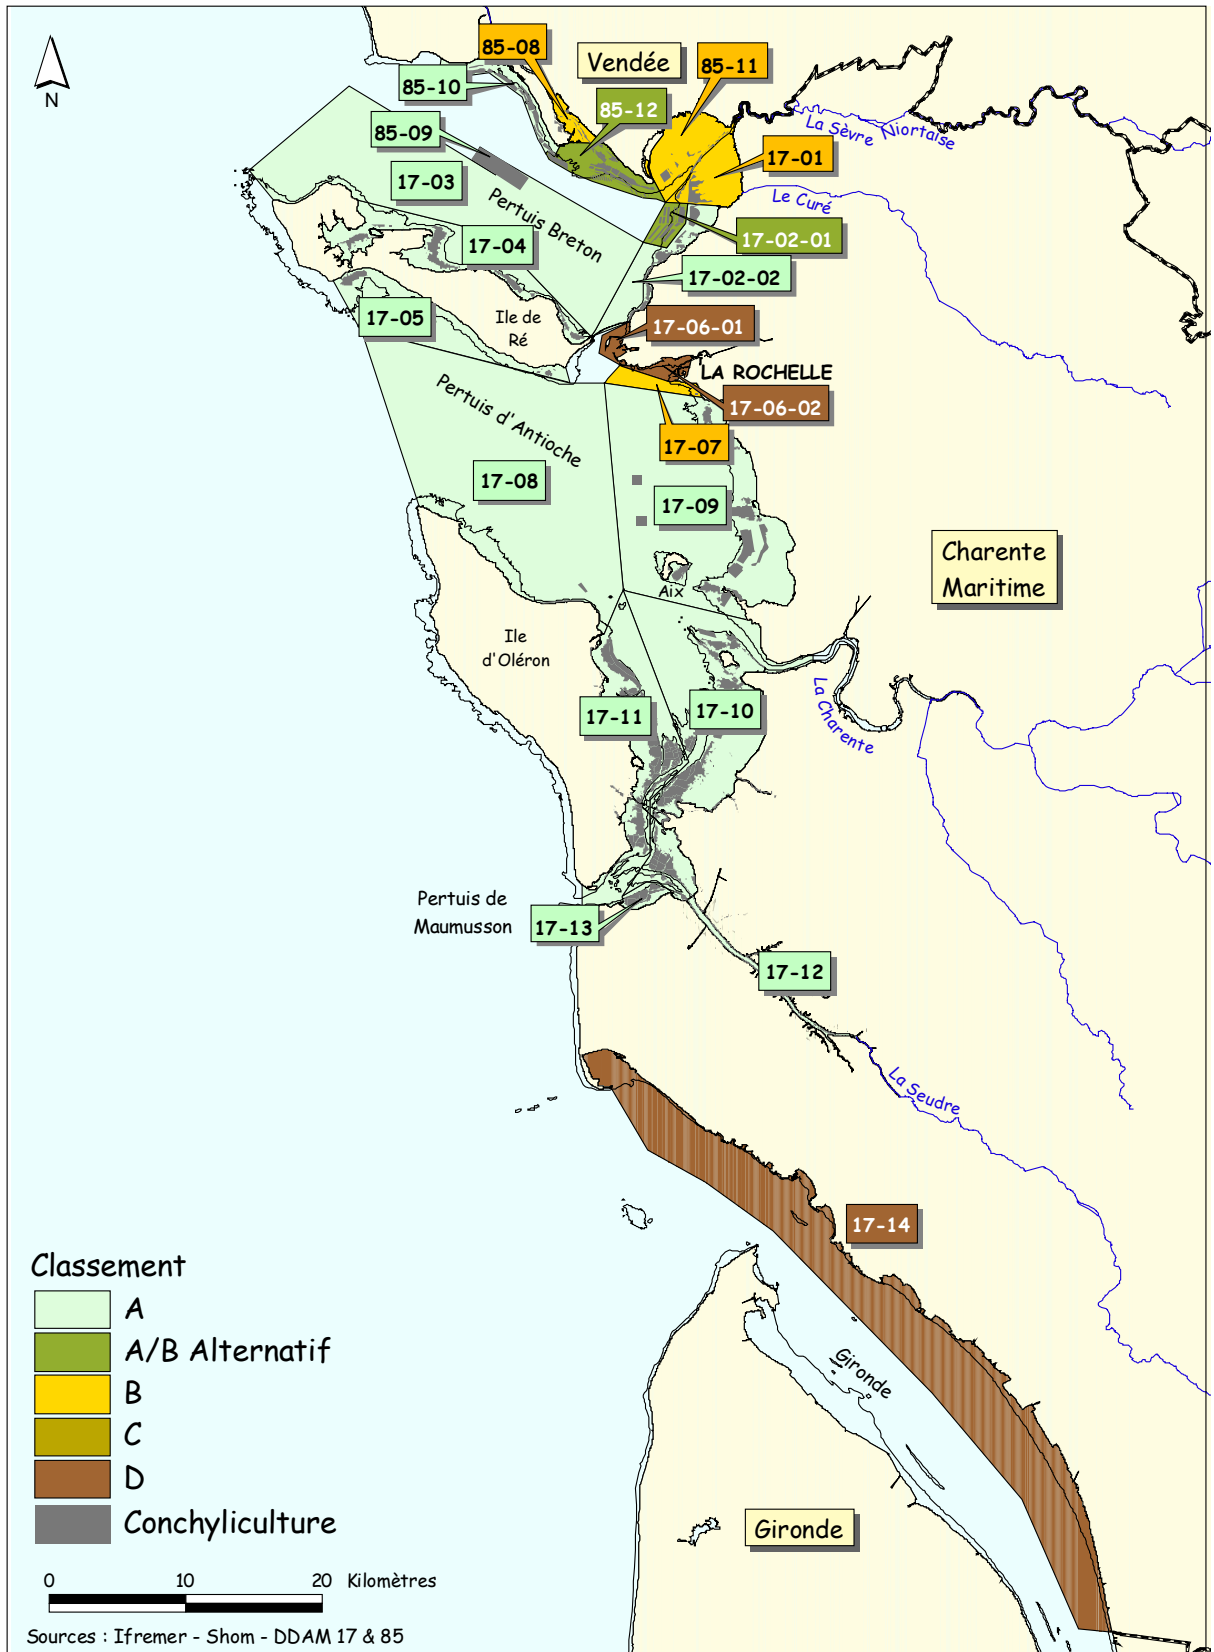 85-08
Vendée
85-11
85-10
85-12
N
85-09
La Sèvre Niortaise
17-01
17-03
Le Curé
Pertuis Breton
17-04
17-02-01
17-02-02
17-05
Ile de
Ré
17-06-01
LA ROCHELLE
17-06-02
Pertuis d'Antioche
17-07
17-08
17-09
Charente
Maritime
Aix
Ile
d'Oléron
17-11
17-10
La Charente
Pertuis de
Maumusson
17-13
17-12
La Seudre
17-14
Classement
A
A/B Alternatif
B
C
D
Conchyliculture
Gironde
Gironde
0 10 20 Kilomètres
Sources : Ifremer - Shom - DDAM 17 & 85